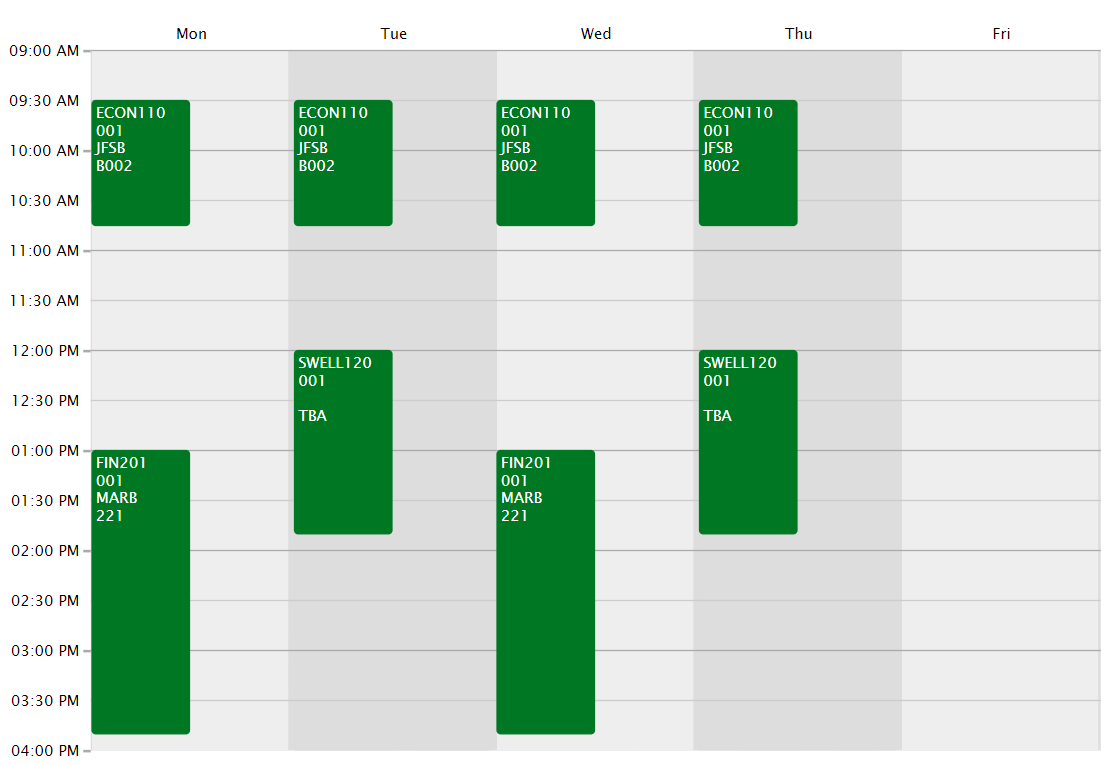 Mon Tue Wed Thu Fri
09:00 AM
09:30 AM
ECON110 ECON110 ECON110 ECON110
001 001 001 001
JFSB JFSB JFSB JFSB
10:00 AM
B002 B002 B002 B002
10:30 AM
11:00 AM
11:30 AM
12:00 PM
SWELL120 SWELL120
001 001
12:30 PM
TBA TBA
01:00 PM
FIN201 FIN201
001 001
01:30 PM
MARB MARB
221 221
02:00 PM
02:30 PM
03:00 PM
03:30 PM
04:00 PM